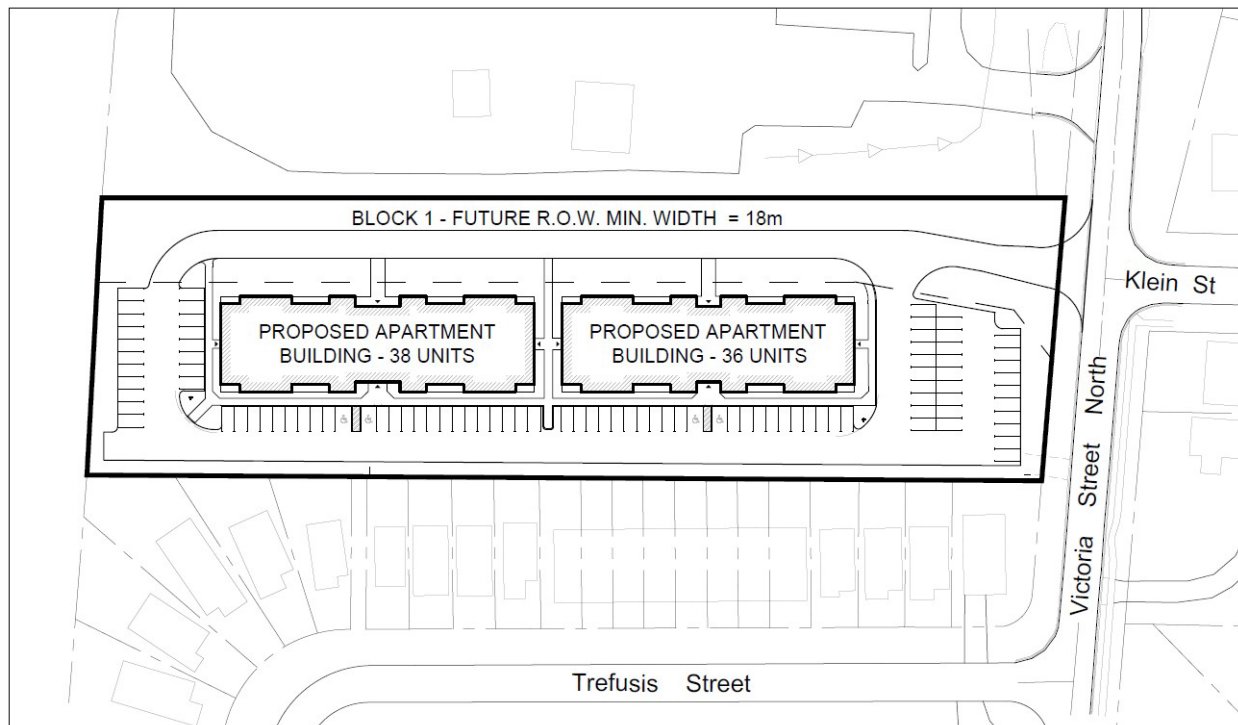 BLOCK 1 - FUTURE R.O.W. MIN. WIDTH = 18m
Klein St
PROPOSED APARTMENT
BUILDING - 38 UNITS
PROPOSED APARTMENT
BUILDING - 36 UNITS
Victoria Street North
Trefusis Street